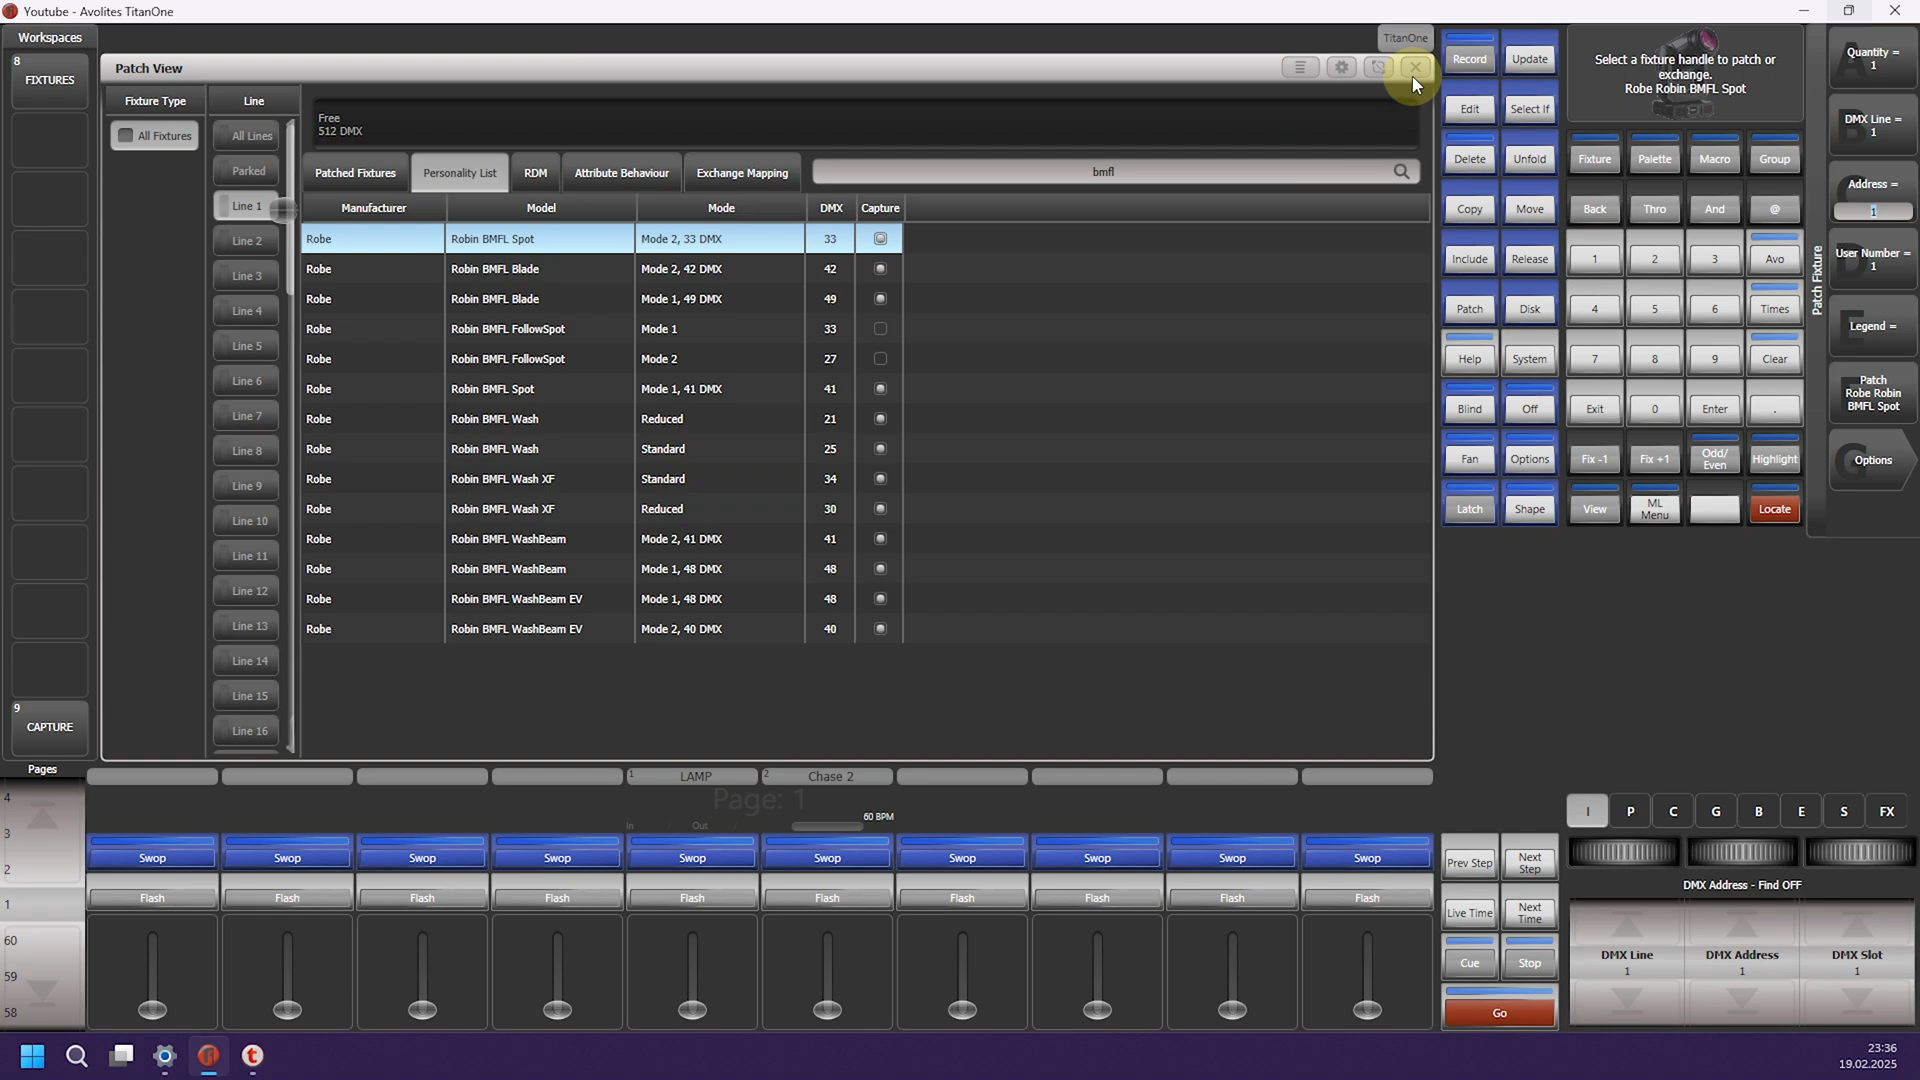 Youtube - Avolites TitanOne
Workspaces
8
FIXTURES
9
CAPTURE
TitanOne
Patch View
Fixture Type
All Fixtures
Line
All Lines
Parked
Line 1
Line 2
Line 3
Line 4
Line 5
Line 6
Line 7
Line 8
Line 9
Line 10
Line 11
Line 12
Line 13
Line 14
Line 15
Line 16
Free
512 DMX
Patched Fixtures
Personality List
RDM
Attribute Behaviour
Exchange Mapping
bmfl
Manufacturer Model Mode DMX Capture
Robe Robin BMFL Spot Mode 2, 33 DMX 33
Robe Robin BMFL Blade Mode 2, 42 DMX 42
Robe Robin BMFL Blade Mode 1, 49 DMX 49
Robe Robin BMFL FollowSpot Mode 1 33
Robe Robin BMFL FollowSpot Mode 2 27
Robe Robin BMFL Spot Mode 1, 41 DMX 41
Robe Robin BMFL Wash Reduced 21
Robe Robin BMFL Wash Standard 25
Robe Robin BMFL Wash XF Standard 34
Robe Robin BMFL Wash XF Reduced 30
Robe Robin BMFL WashBeam Mode 2, 41 DMX 41
Robe Robin BMFL WashBeam Mode 1, 48 DMX 48
Robe Robin BMFL WashBeam EV Mode 1, 48 DMX 48
Robe Robin BMFL WashBeam EV Mode 2, 40 DMX 40
Record Update
Edit Select If
Delete Unfold
Copy Move
Include Release
Patch Disk
Help System
Blind Off
Fan Options
Latch Shape
Select a fixture handle to patch or
exchange.
Robe Robin BMFL Spot
Fixture Palette Macro Group
Back Thro And @
1 2 3 Avo
4 5 6 Times
7 8 9 Clear
Exit 0 Enter .
Fix -1 Fix +1 Odd/
Even Highlight
View ML
Menu Locate
Patch Fixture
A
Quantity =
1
B
DMX Line =
1
C
Address =
1
D
User Number =
1
E
Legend =
F
Patch
Robe Robin
BMFL Spot
G
Options
Pages
4
3
2
1
60
59
58
1 LAMP
2 Chase 2
Page: 1
In / Out /
60 BPM
Swop Swop Swop Swop Swop Swop Swop Swop Swop Swop
Flash Flash Flash Flash Flash Flash Flash Flash Flash Flash
Prev Step Next
Step
Live Time Next
Time
Cue Stop
Go
I P C G B E S FX
DMX Address - Find OFF
DMX Line
1
DMX Address
1
DMX Slot
1
23:36
19.02.2025